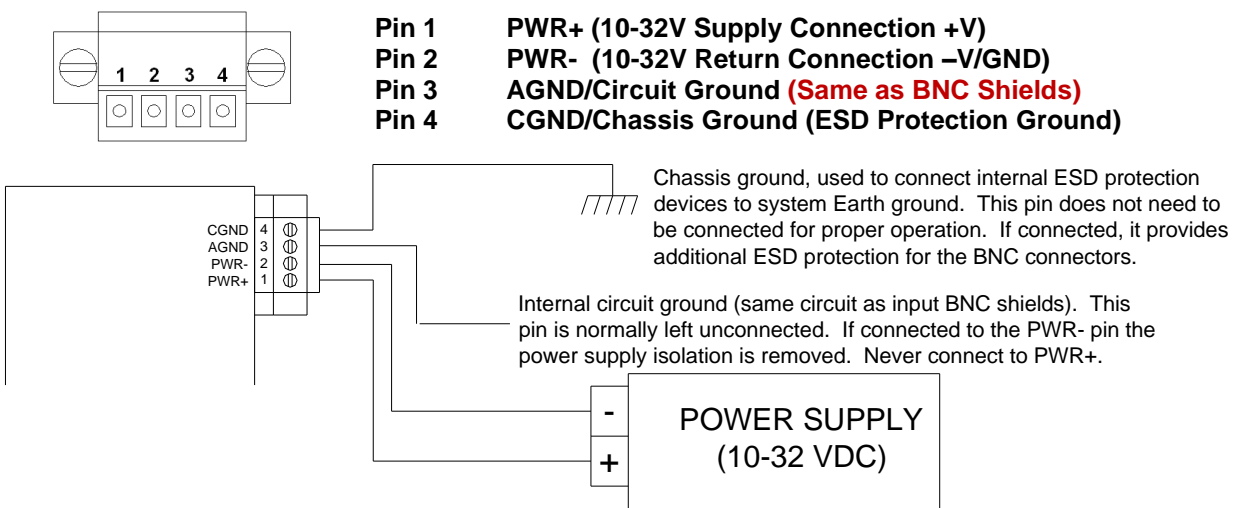 1 2 3 4
Pin 1 PWR+ (10-32V Supply Connection +V)
Pin 2 PWR- (10-32V Return Connection –V/GND)
Pin 3 AGND/Circuit Ground (Same as BNC Shields)
Pin 4 CGND/Chassis Ground (ESD Protection Ground)
Chassis ground, used to connect internal ESD protection
devices to system Earth ground. This pin does not need to
be connected for proper operation. If connected, it provides
additional ESD protection for the BNC connectors.
CGND 4
AGND 3
PWR- 2
PWR+ 1
Internal circuit ground (same circuit as input BNC shields). This
pin is normally left unconnected. If connected to the PWR- pin the
power supply isolation is removed. Never connect to PWR+.
-
+
POWER SUPPLY
(10-32 VDC)